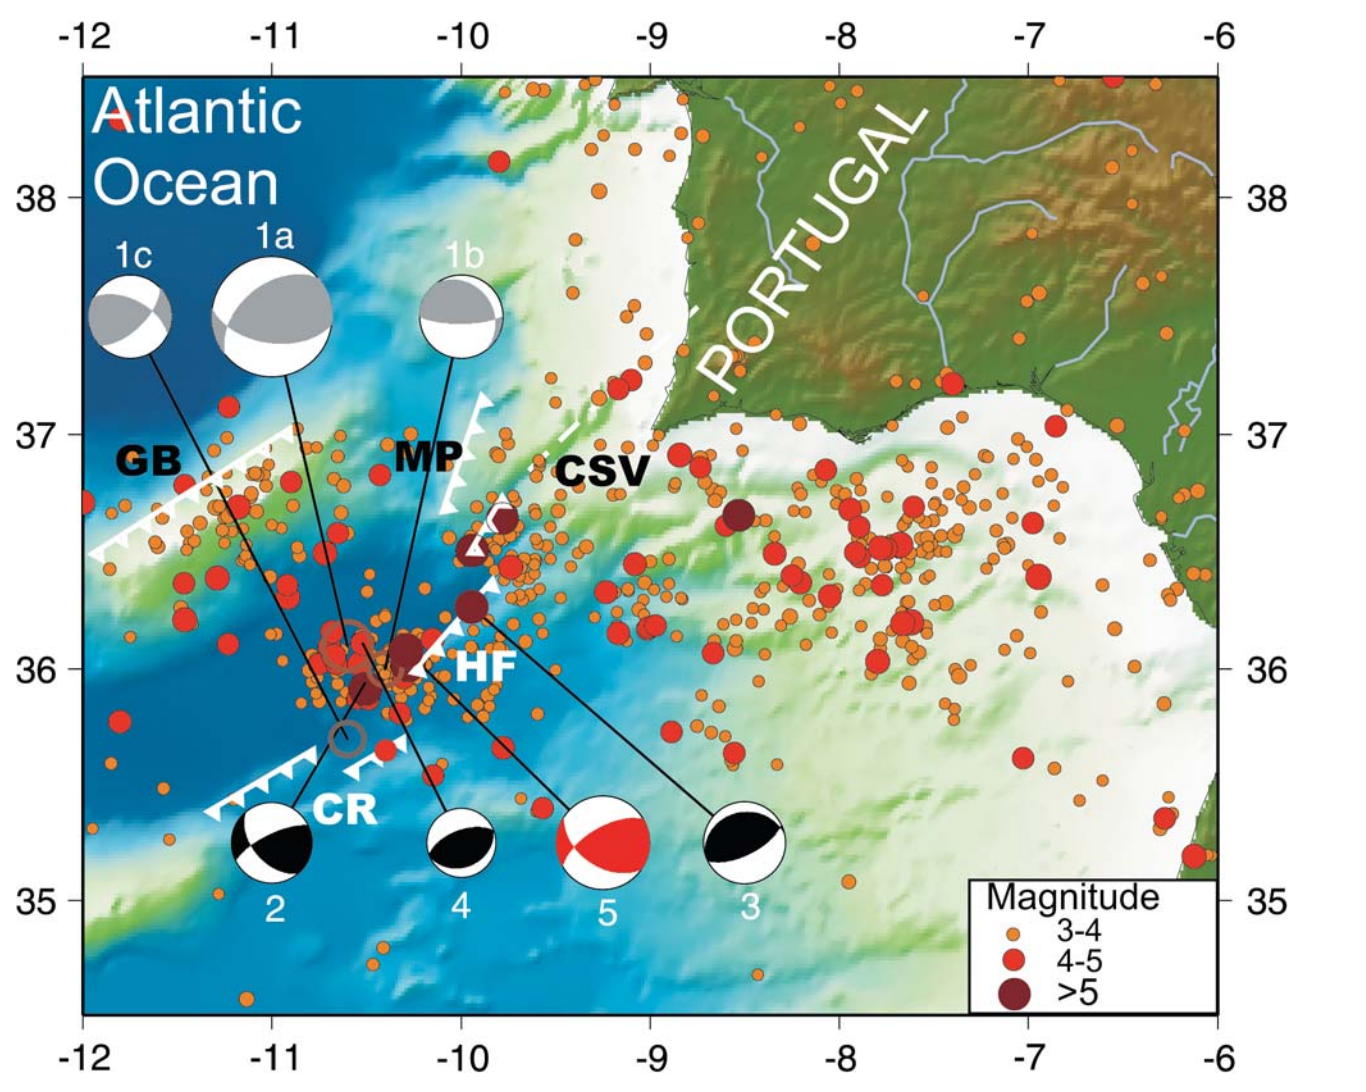 -12 -11 -10 -9 -8 -7 -6
Atlantic
Ocean
PORTUGAL
38 38
1c 1a 1b
37 37
GB MP CSV
36 36
HF
CR
35 35
2 4 5 3
Magnitude
3-4
4-5
>5
-12 -11 -10 -9 -8 -7 -6